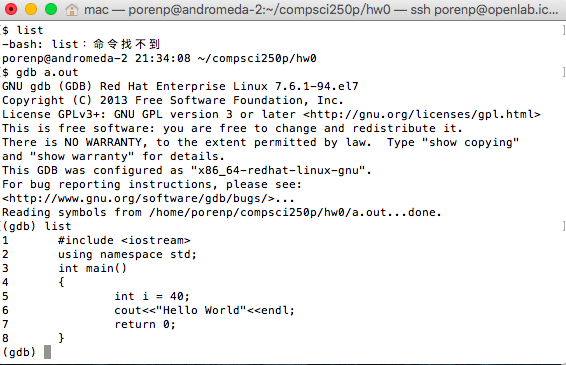 mac — porenp@andromeda-2:~/compsci250p/hw0 — ssh porenp@openlab.ic...
$ list
-bash: list：命令找不到
porenp@andromeda-2 21:34:08 ~/compsci250p/hw0
$ gdb a.out
GNU gdb (GDB) Red Hat Enterprise Linux 7.6.1-94.el7
Copyright (C) 2013 Free Software Foundation, Inc.
License GPLv3+: GNU GPL version 3 or later <http://gnu.org/licenses/gpl.html>
This is free software: you are free to change and redistribute it.
There is NO WARRANTY, to the extent permitted by law.  Type "show copying"
and "show warranty" for details.
This GDB was configured as "x86_64-redhat-linux-gnu".
For bug reporting instructions, please see:
<http://www.gnu.org/software/gdb/bugs/>...
Reading symbols from /home/porenp/compsci250p/hw0/a.out...done.
(gdb) list
1       #include <iostream>
2       using namespace std;
3       int main()
4       {
5               int i = 40;
6               cout<<"Hello World"<<endl;
7               return 0;
8       }
(gdb)